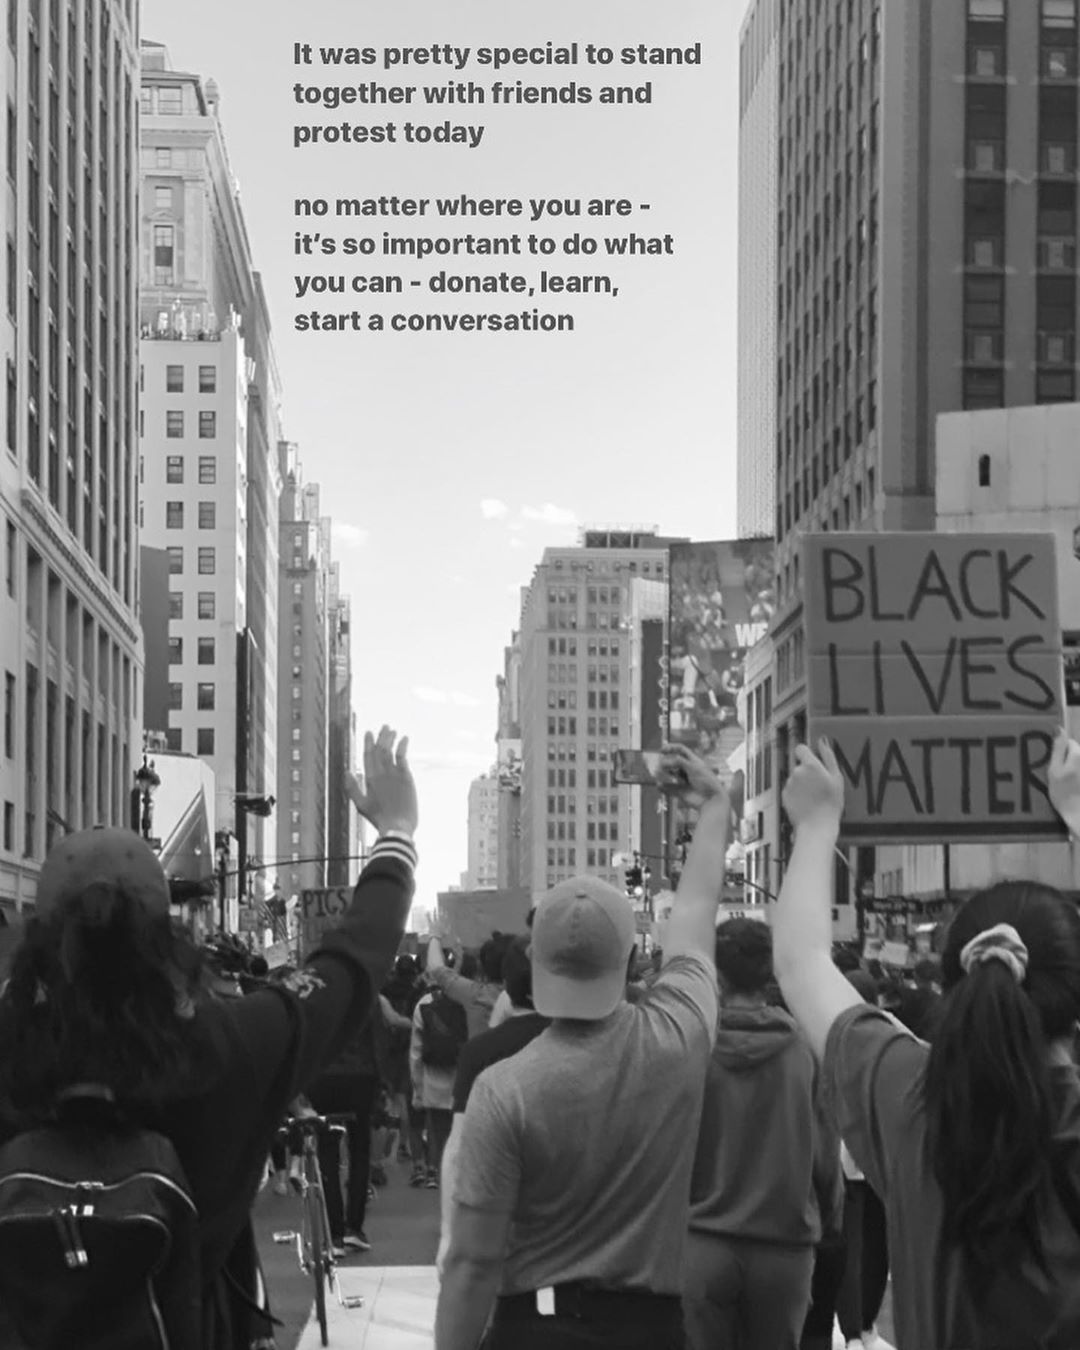 It was pretty special to stand
together with friends and
protest today
no matter where you are -
it's so important to do what
you can - donate, learn,
start a conversation
WE
BLACK
LIVES
MATTER
PIGS